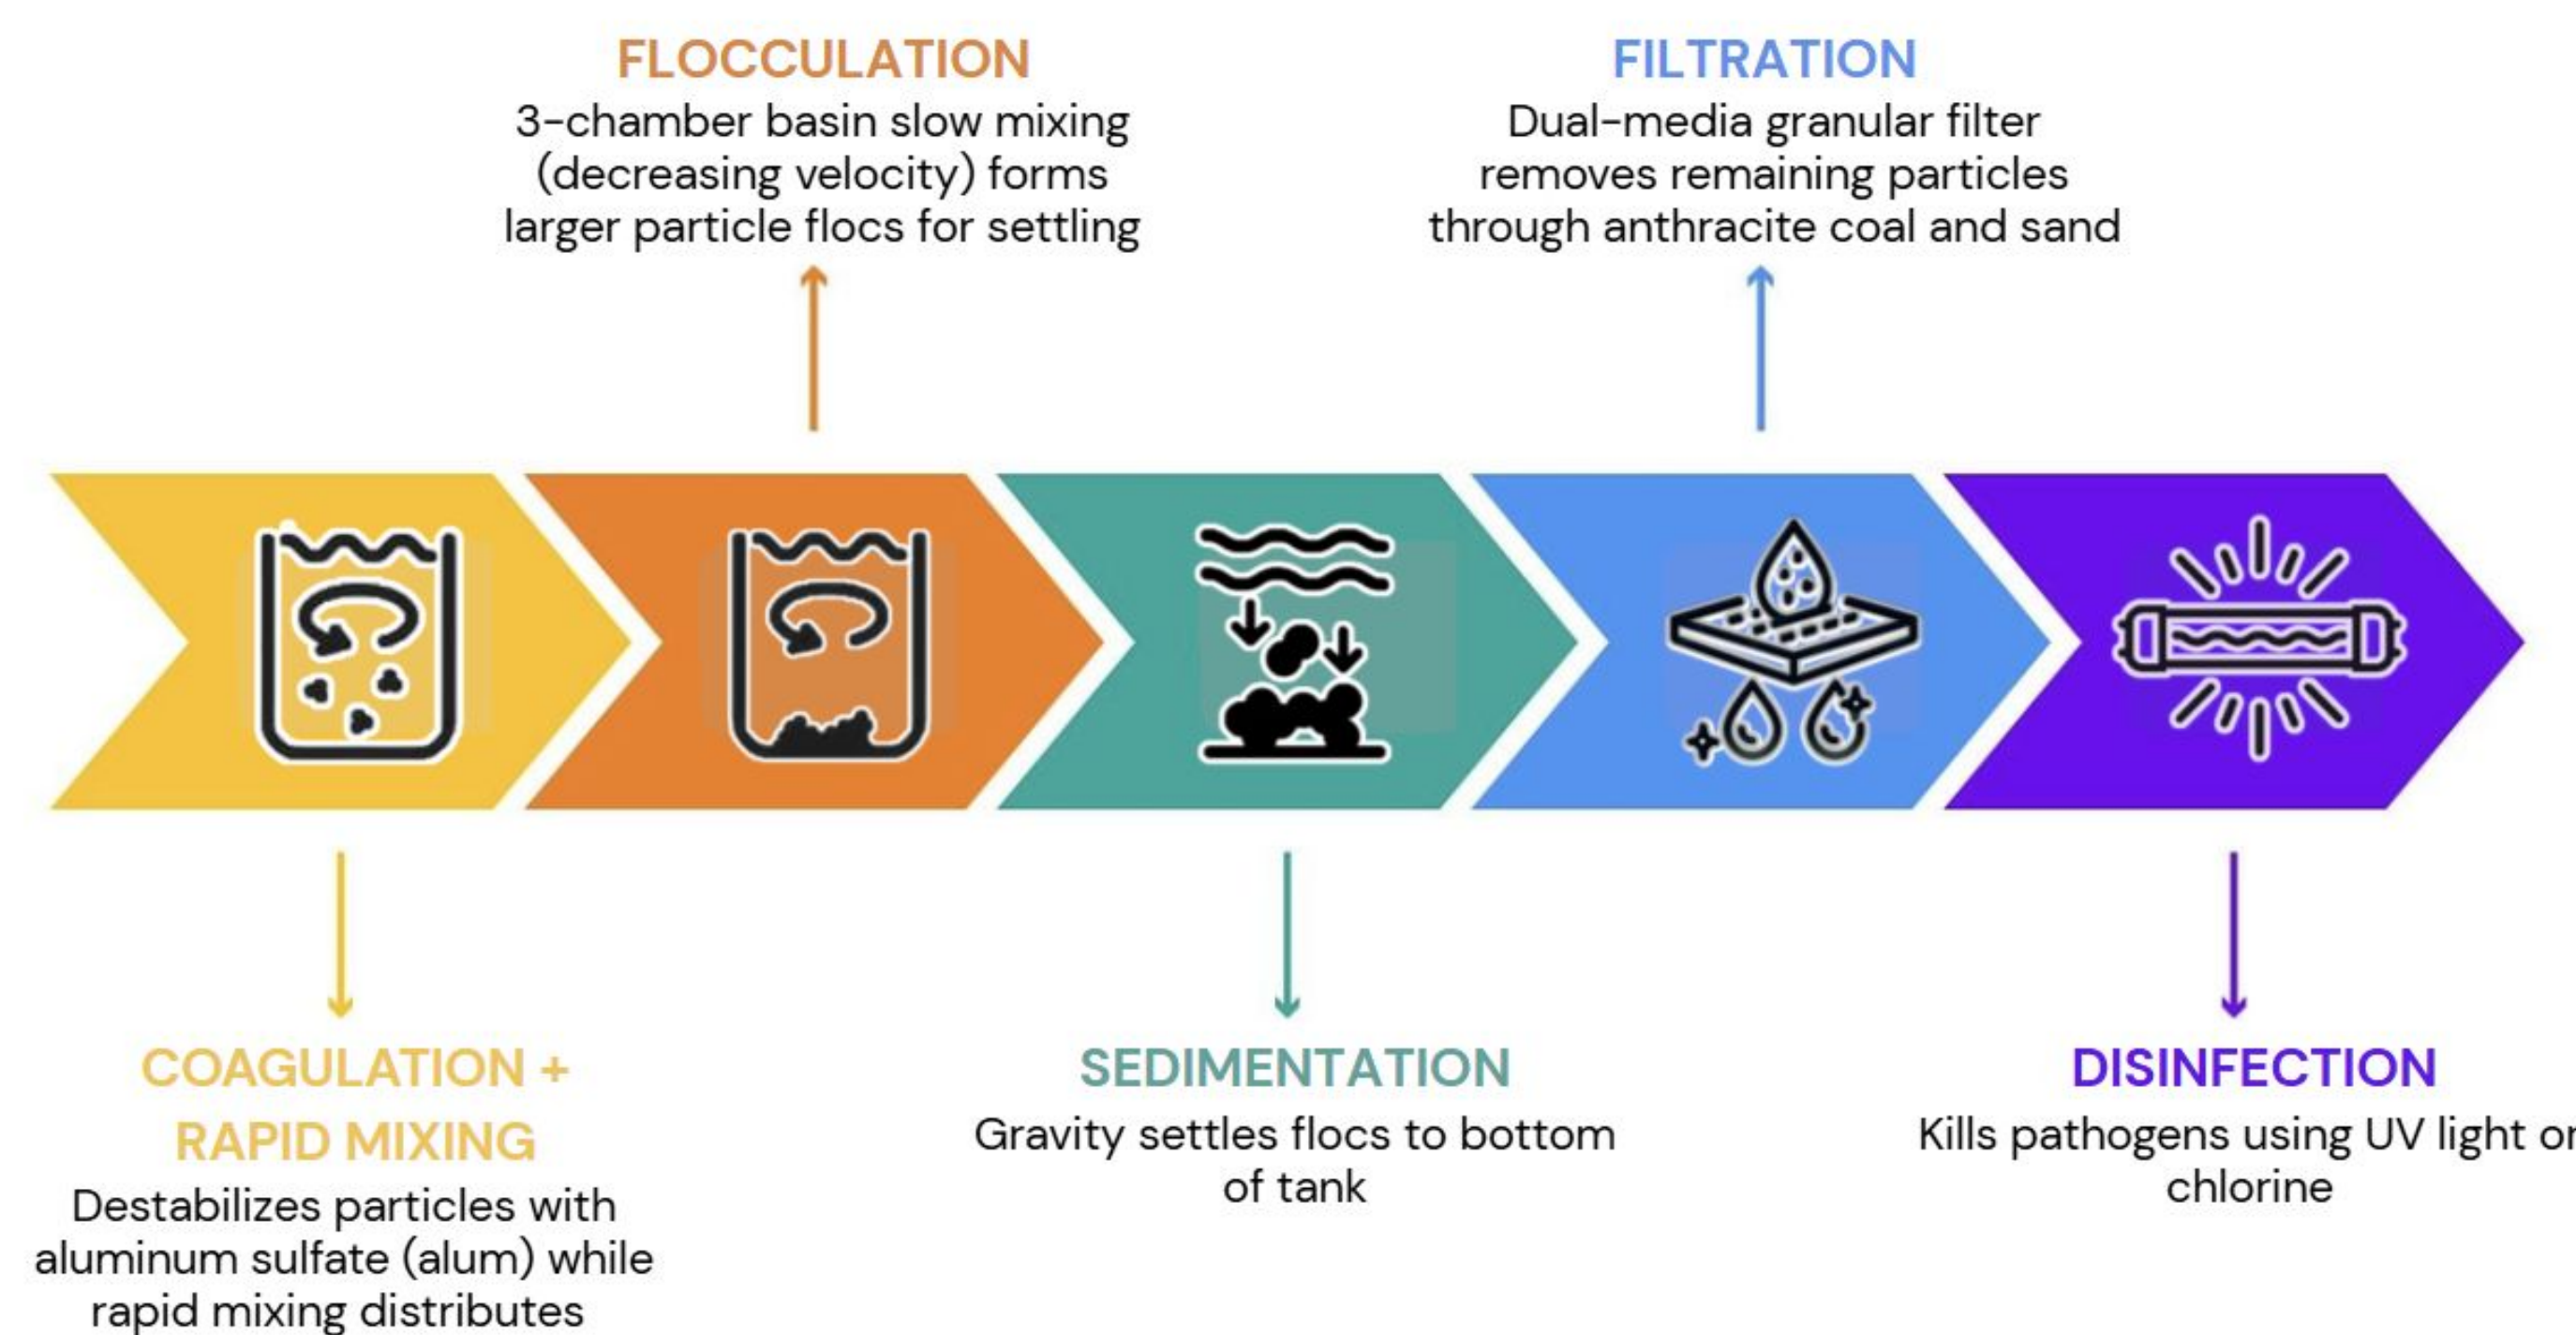 FLOCCULATION
3-chamber basin slow mixing
(decreasing velocity) forms
larger particle flocs for settling
FILTRATION
Dual-media granular filter
removes remaining particles
through anthracite coal and sand
COAGULATION +
RAPID MIXING
Destabilizes particles with
aluminum sulfate (alum) while
rapid mixing distributes
SEDIMENTATION
Gravity settles flocs to bottom
of tank
DISINFECTION
Kills pathogens using UV light or
chlorine